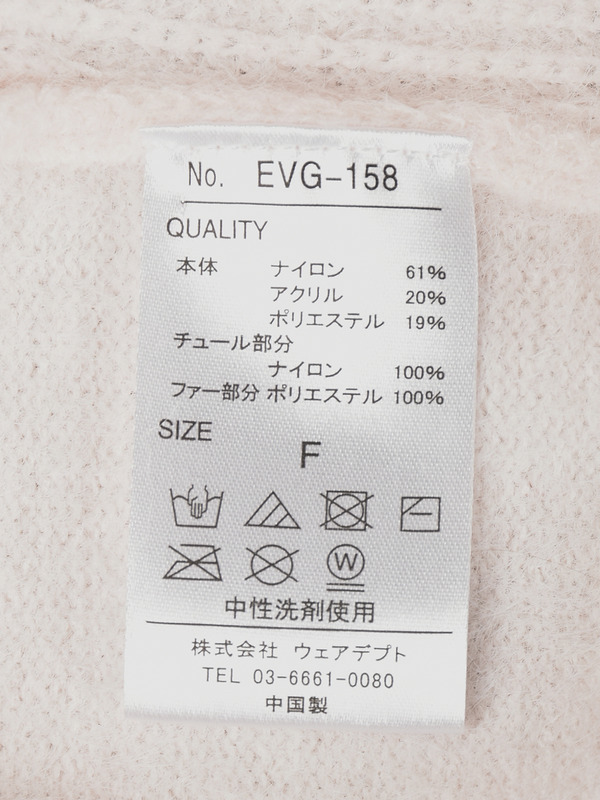 No. EVG-158
QUALITY
本体 ナイロン 61%
アクリル 20%
ポリエステル 19%
チュール部分
ナイロン 100%
ファー部分 ポリエステル 100%
SIZE
F
W
中性洗剤使用
株式会社 ウェアデプト
TEL 03-6661-0080
中国製